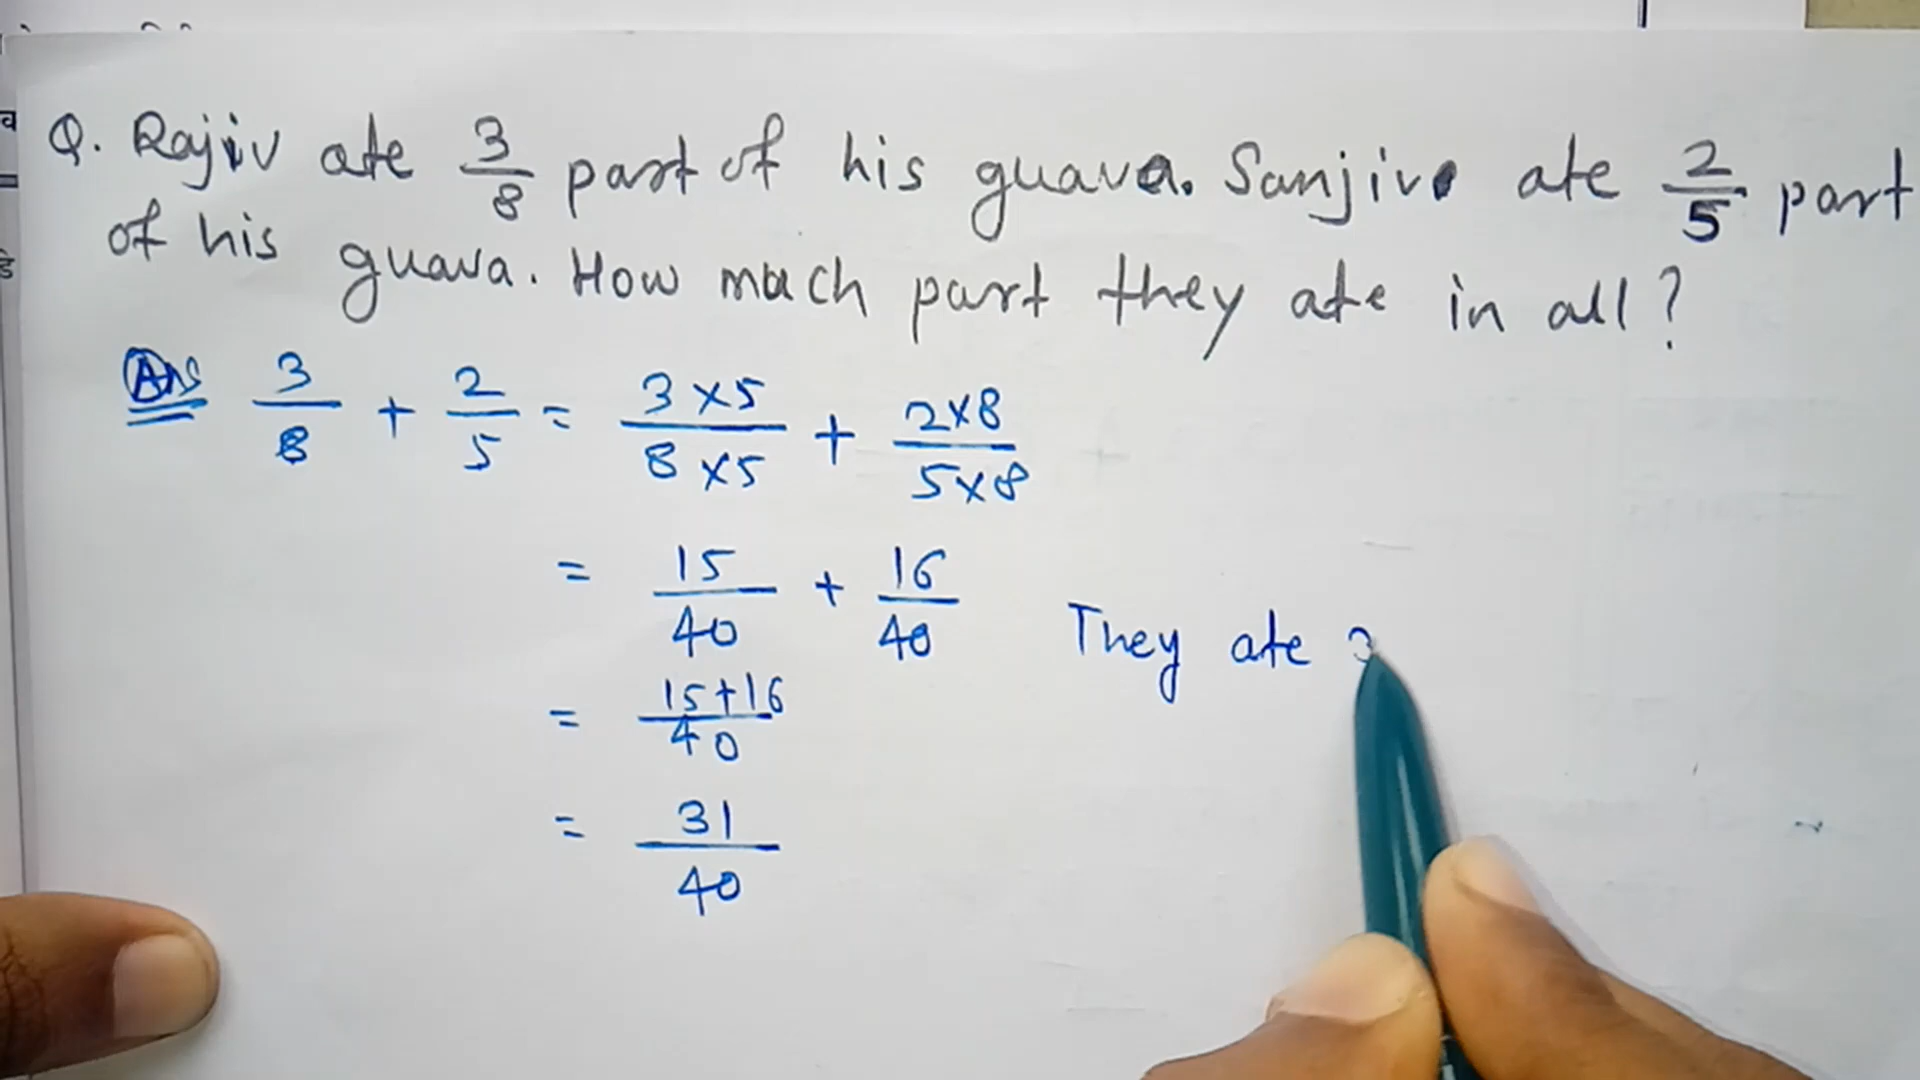 Q. Rajiv ate 3/8 part of his guava. Sanjiv ate 2/5 part
of his guava. How much part they ate in all?
Ans 3/8 + 2/5 = 3×5/8×5 + 2×8/5×8
= 15/40 + 16/40
They ate 3
= 15+16/40
= 31/40